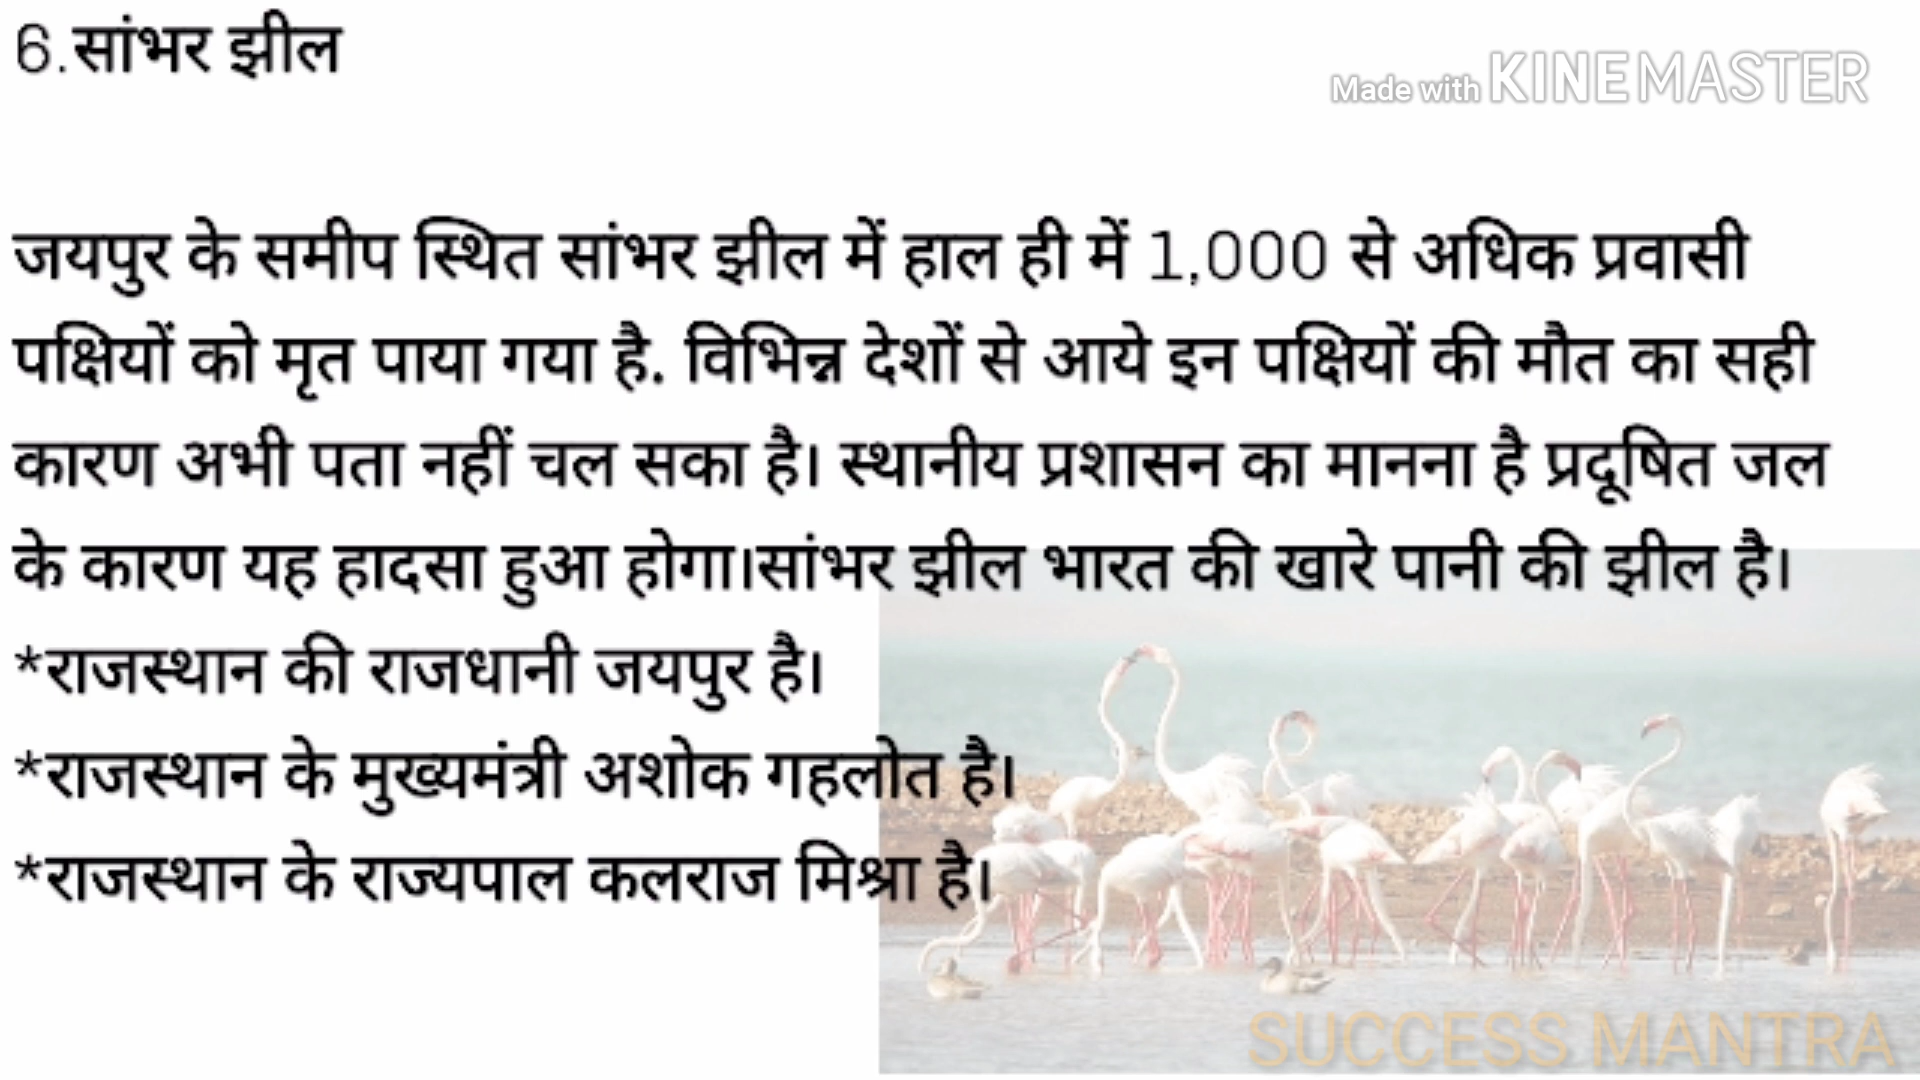 6.सांभर झील
Made with KINEMASTER
जयपुर के समीप स्थित सांभर झील में हाल ही में 1,000 से अधिक प्रवासी
पक्षियों को मृत पाया गया है. विभिन्न देशों से आये इन पक्षियों की मौत का सही
कारण अभी पता नहीं चल सका है। स्थानीय प्रशासन का मानना है प्रदूषित जल
के कारण यह हादसा हुआ होगा।सांभर झील भारत की खारे पानी की झील है।
*राजस्थान की राजधानी जयपुर है।
*राजस्थान के मुख्यमंत्री अशोक गहलोत है।
*राजस्थान के राज्यपाल कलराज मिश्रा है।
SUCCESS MANTRA